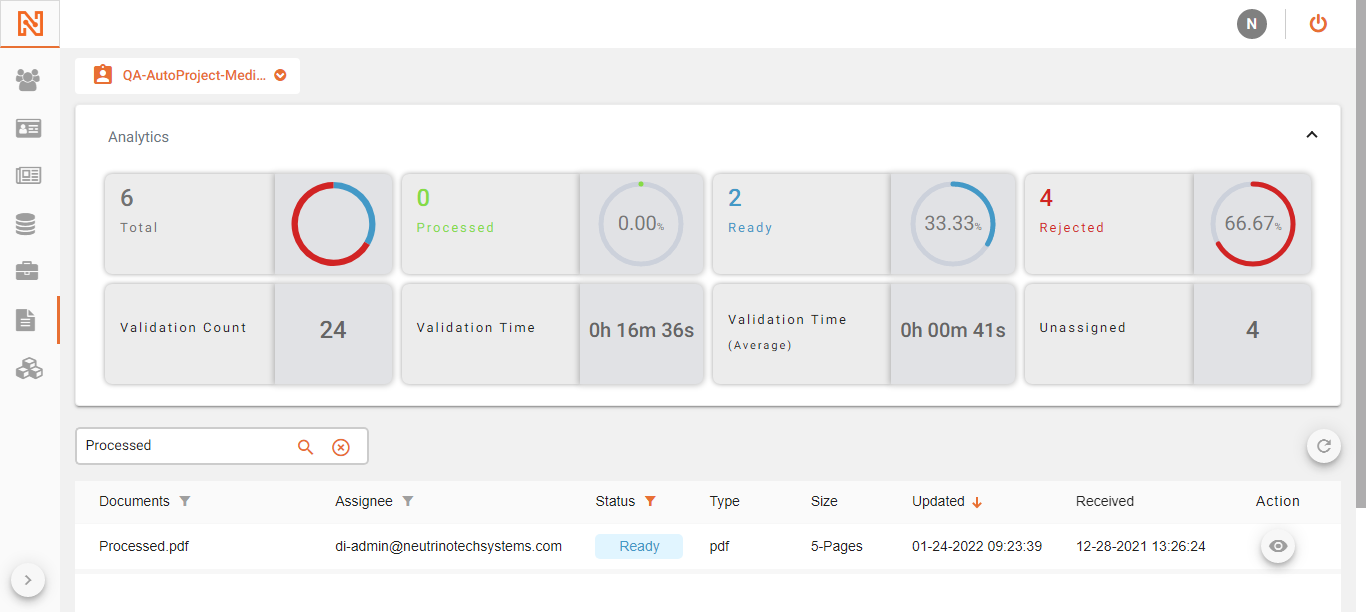 N
QA-AutoProject-Medi...
Analytics
6
Total
0
Processed
0.00%
2
Ready
33.33%
4
Rejected
66.67%
Validation Count
24
Validation Time
0h 16m 36s
Validation Time
(Average)
0h 00m 41s
Unassigned
4
Processed
Documents Assignee Status Type Size Updated Received Action
Processed.pdf di-admin@neutrinotechsystems.com Ready pdf 5-Pages 01-24-2022 09:23:39 12-28-2021 13:26:24